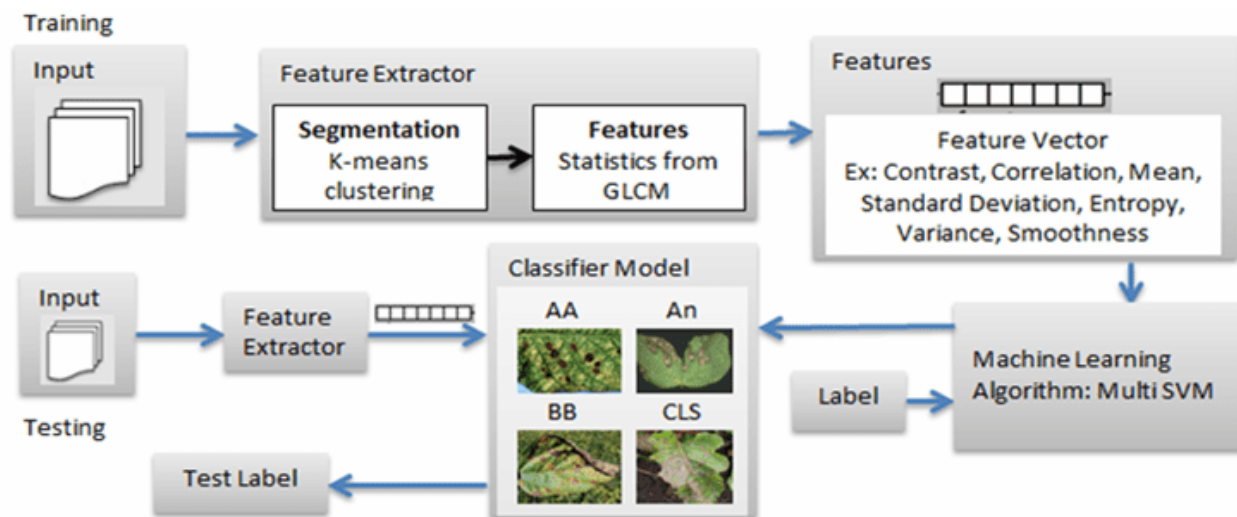 Training
Input
Feature Extractor
Segmentation
K-means
clustering
Features
Statistics from
GLCM
Features
Feature Vector
Ex: Contrast, Correlation, Mean,
Standard Deviation, Entropy,
Variance, Smoothness
Input
Feature
Extractor
Classifier Model
AA
An
BB
CLS
Machine Learning
Algorithm: Multi SVM
Label
Testing
Test Label